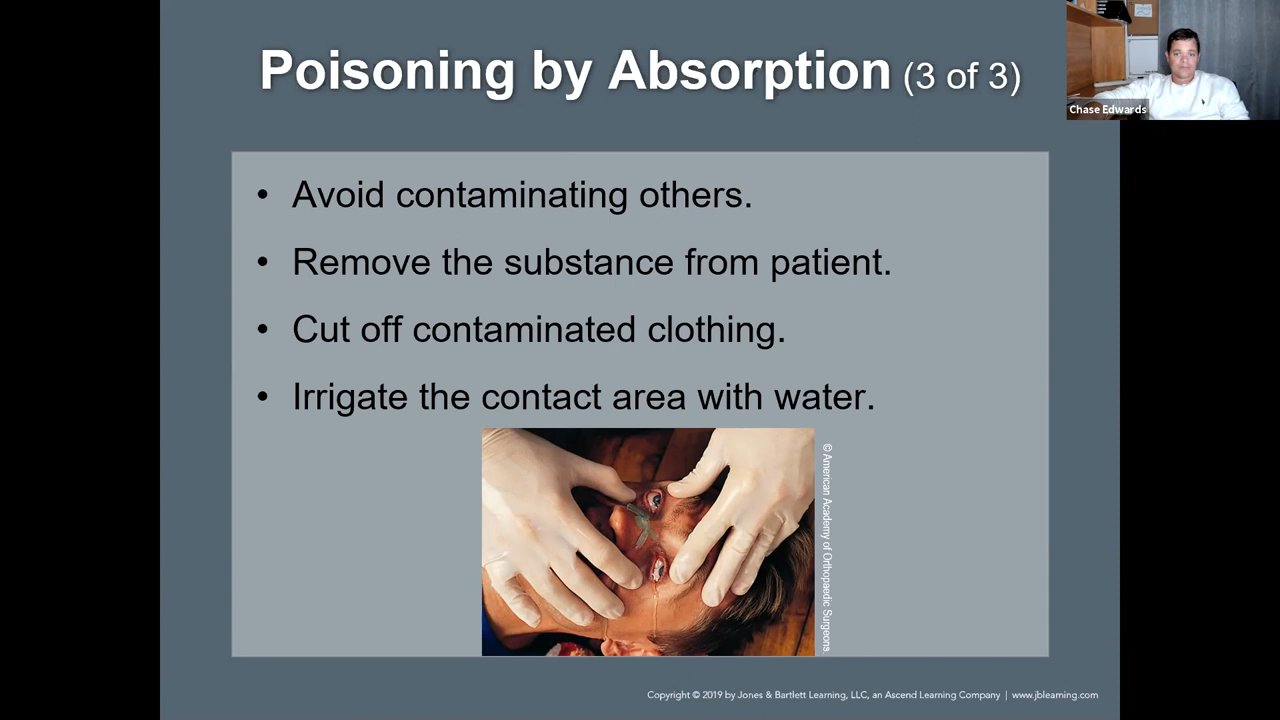 Poisoning by Absorption (3 of 3)
Chase Edwards
• Avoid contaminating others.
• Remove the substance from patient.
• Cut off contaminated clothing.
• Irrigate the contact area with water.
© American Academy of Orthopaedic Surgeons.
Copyright © 2019 by Jones & Bartlett Learning, LLC, an Ascend Learning Company | www.jblearning.com